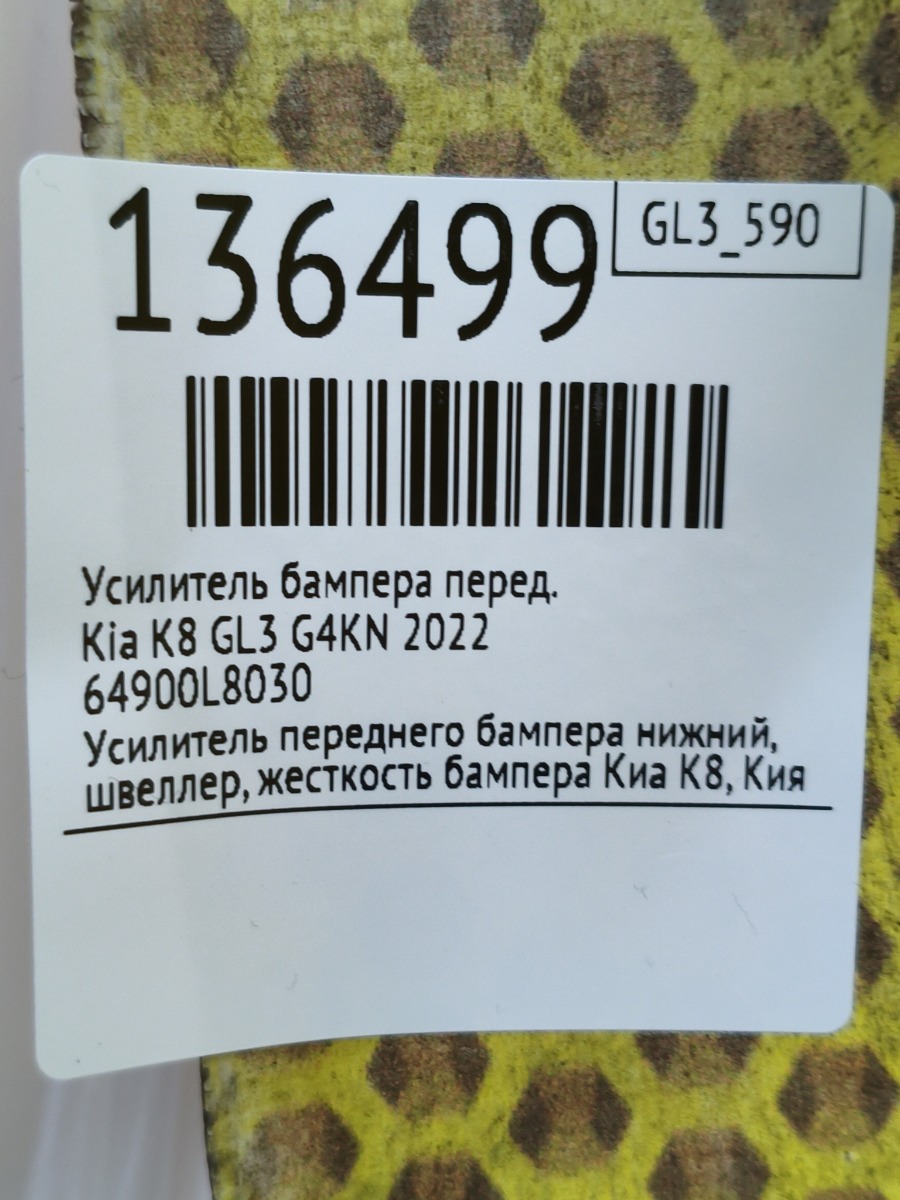 136499
GL3_590
Усилитель бампера перед.
Kia K8 GL3 G4KN 2022
64900L8030
Усилитель переднего бампера нижний,
швеллер, жесткость бампера Киа К8, Кия